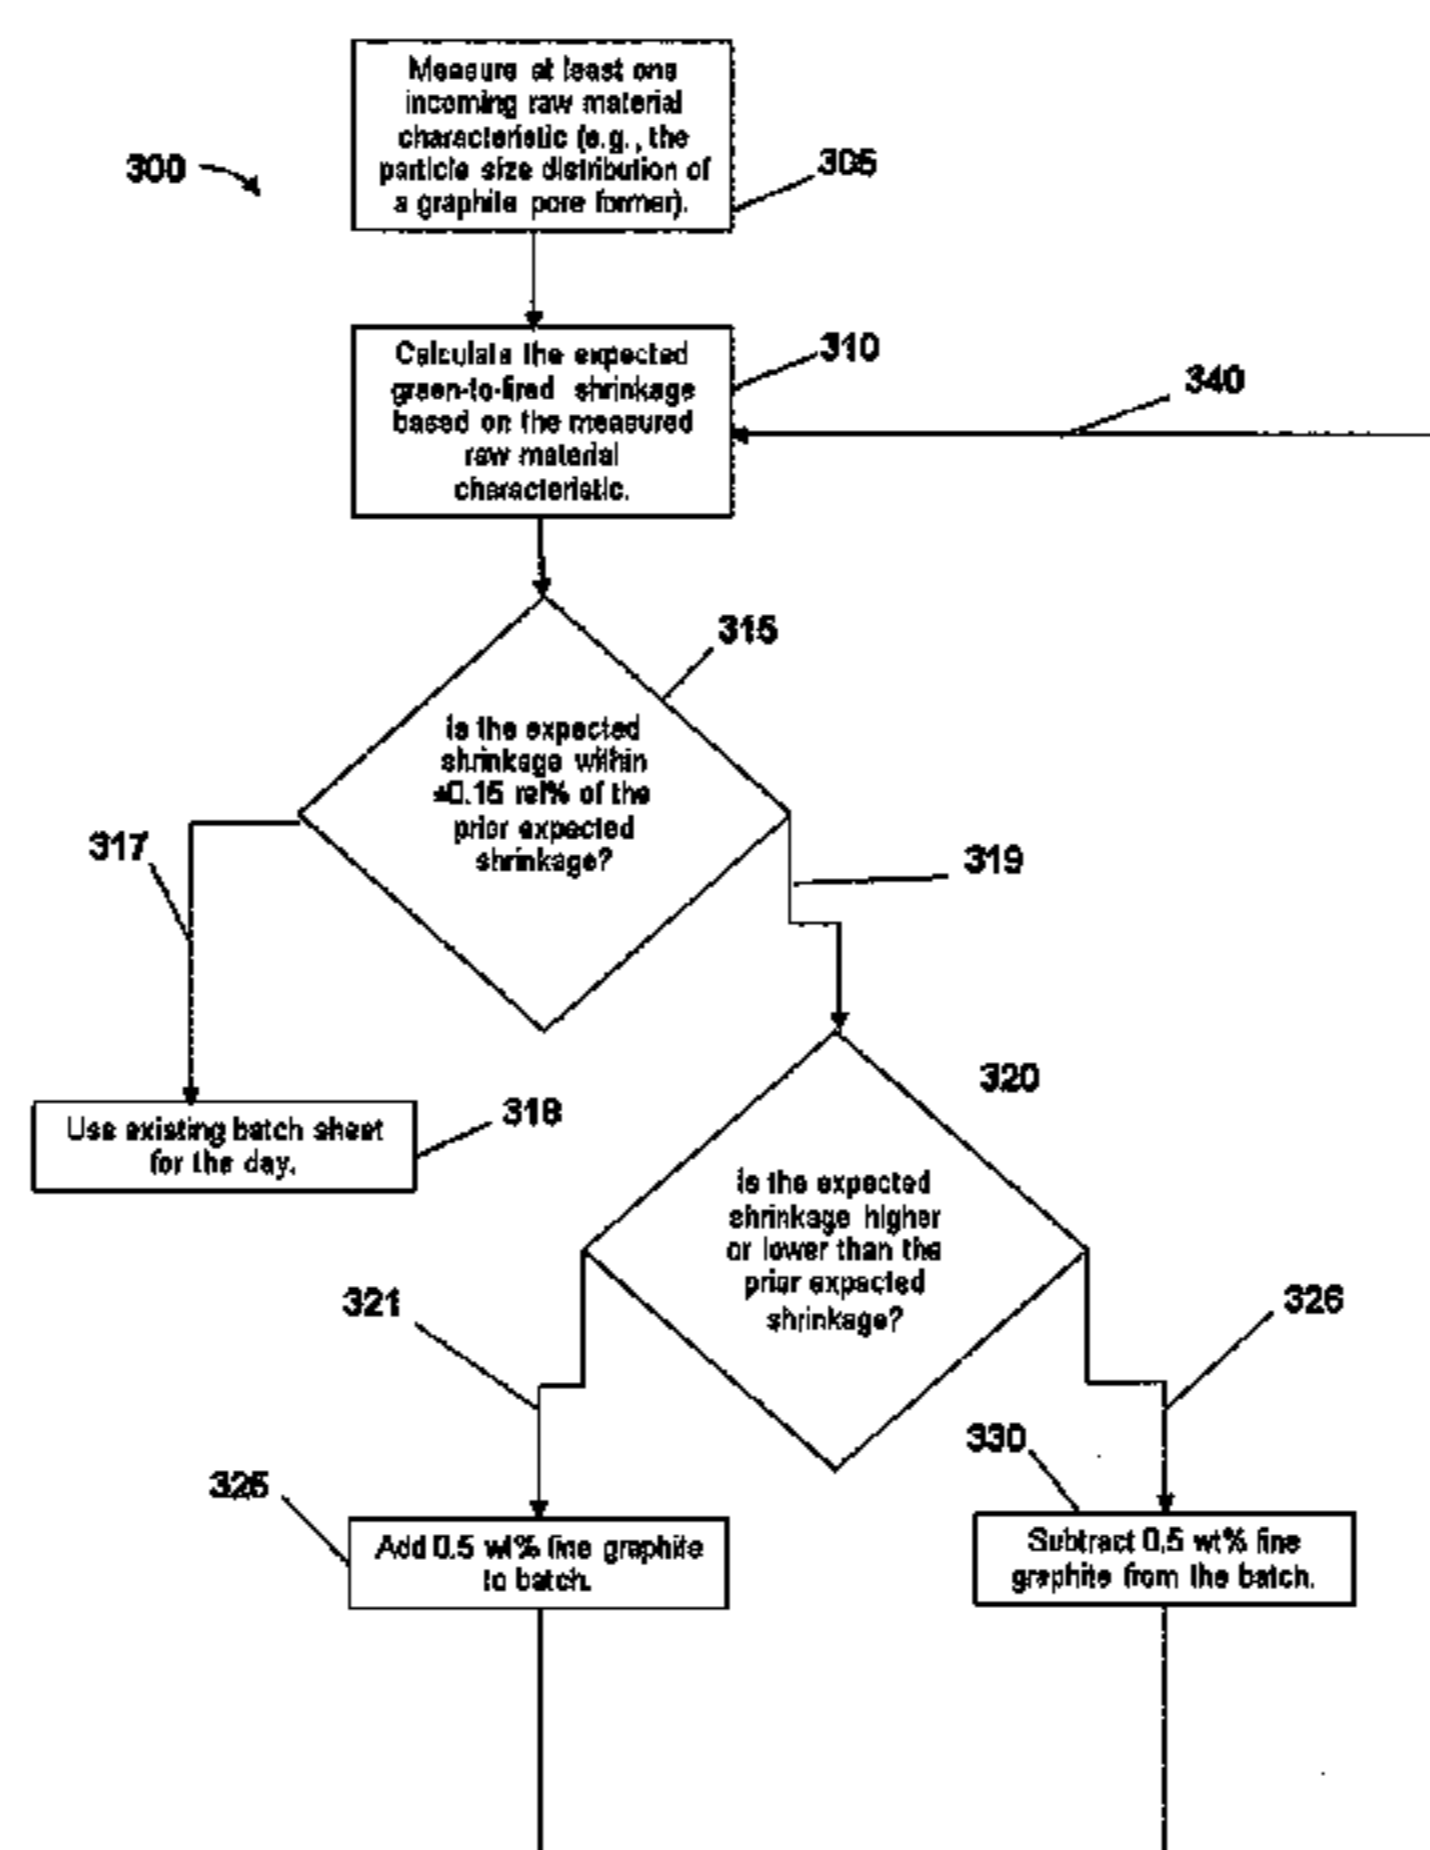 Measure at least one
incoming raw material
characteristic (e.g., the
particle size distribution of
a graphite pore former).
300
305
Calculate the expected
green-to-fired shrinkage
based on the measured
raw material
characteristic.
310
340
315
Is the expected
shrinkage within
±0.15 rel% of the
prior expected
shrinkage?
317
319
Use existing batch sheet
for the day.
318
320
Is the expected
shrinkage higher
or lower than the
prior expected
shrinkage?
321
326
325
330
Add 0.5 wt% fine graphite
to batch.
Subtract 0.5 wt% fine
graphite from the batch.